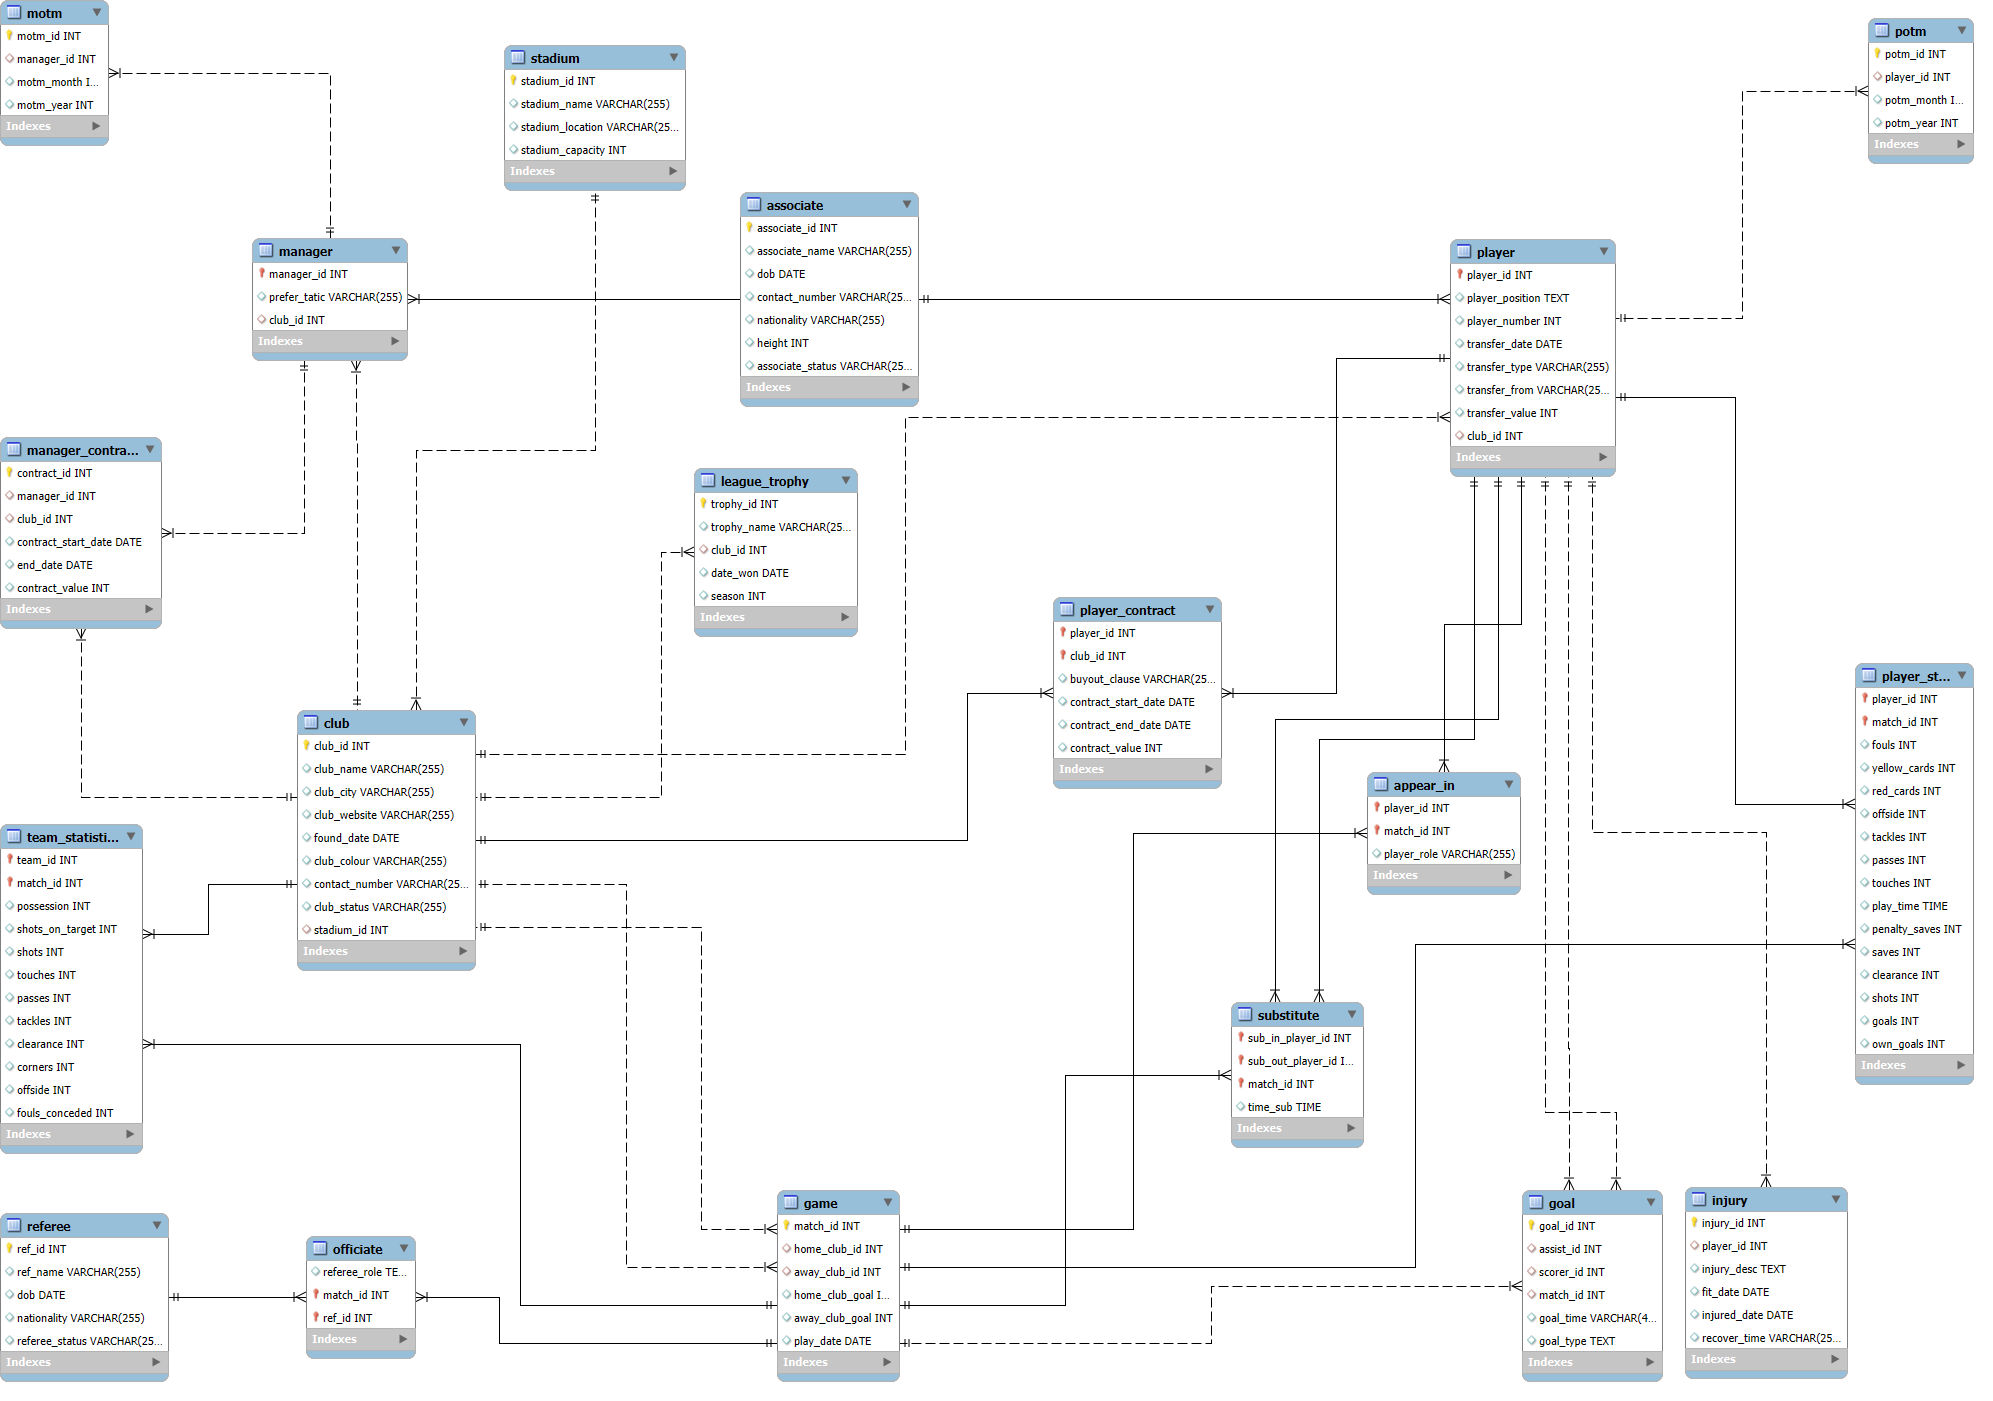 motm
motm_id INT
manager_id INT
motm_month I...
motm_year INT
Indexes
stadium
stadium_id INT
stadium_name VARCHAR(255)
stadium_location VARCHAR(25...
stadium_capacity INT
Indexes
potm
potm_id INT
player_id INT
potm_month I...
potm_year INT
Indexes
associate
associate_id INT
associate_name VARCHAR(255)
dob DATE
contact_number VARCHAR(25...
nationality VARCHAR(255)
height INT
associate_status VARCHAR(25...
Indexes
manager
manager_id INT
prefer_tatic VARCHAR(255)
club_id INT
Indexes
player
player_id INT
player_position TEXT
player_number INT
transfer_date DATE
transfer_type VARCHAR(255)
transfer_from VARCHAR(25...
transfer_value INT
club_id INT
Indexes
manager_contra...
contract_id INT
manager_id INT
club_id INT
contract_start_date DATE
end_date DATE
contract_value INT
Indexes
league_trophy
trophy_id INT
trophy_name VARCHAR(25...
club_id INT
date_won DATE
season INT
Indexes
player_contract
player_id INT
club_id INT
buyout_clause VARCHAR(25...
contract_start_date DATE
contract_end_date DATE
contract_value INT
Indexes
player_st...
player_id INT
match_id INT
fouls INT
yellow_cards INT
red_cards INT
offside INT
tackles INT
passes INT
touches INT
play_time TIME
penalty_saves INT
saves INT
clearance INT
shots INT
goals INT
own_goals INT
Indexes
club
club_id INT
club_name VARCHAR(255)
club_city VARCHAR(255)
club_website VARCHAR(255)
found_date DATE
club_colour VARCHAR(255)
contact_number VARCHAR(25...
club_status VARCHAR(255)
stadium_id INT
Indexes
appear_in
player_id INT
match_id INT
player_role VARCHAR(255)
Indexes
team_statisti...
team_id INT
match_id INT
possession INT
shots_on_target INT
shots INT
touches INT
passes INT
tackles INT
clearance INT
corners INT
offside INT
fouls_conceded INT
Indexes
substitute
sub_in_player_id INT
sub_out_player_id I...
match_id INT
time_sub TIME
Indexes
referee
ref_id INT
ref_name VARCHAR(255)
dob DATE
nationality VARCHAR(255)
referee_status VARCHAR(25...
Indexes
officiate
referee_role TE...
match_id INT
ref_id INT
Indexes
game
match_id INT
home_club_id INT
away_club_id INT
home_club_goal I...
away_club_goal INT
play_date DATE
Indexes
goal
goal_id INT
assist_id INT
scorer_id INT
match_id INT
goal_time VARCHAR(4...
goal_type TEXT
Indexes
injury
injury_id INT
player_id INT
injury_desc TEXT
fit_date DATE
injured_date DATE
recover_time VARCHAR(25...
Indexes